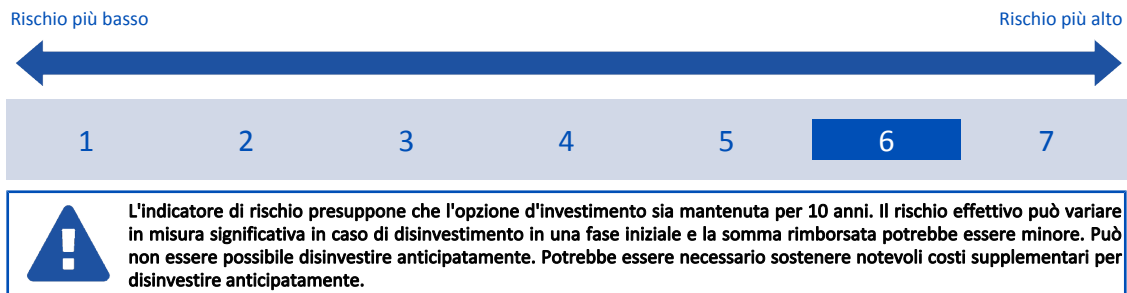 Rischio più basso Rischio più alto
1 2 3 4 5 6 7
L'indicatore di rischio presuppone che l'opzione d'investimento sia mantenuta per 10 anni. Il rischio effettivo può variare
in misura significativa in caso di disinvestimento in una fase iniziale e la somma rimborsata potrebbe essere minore. Può
non essere possibile disinvestire anticipatamente. Potrebbe essere necessario sostenere notevoli costi supplementari per
disinvestire anticipatamente.